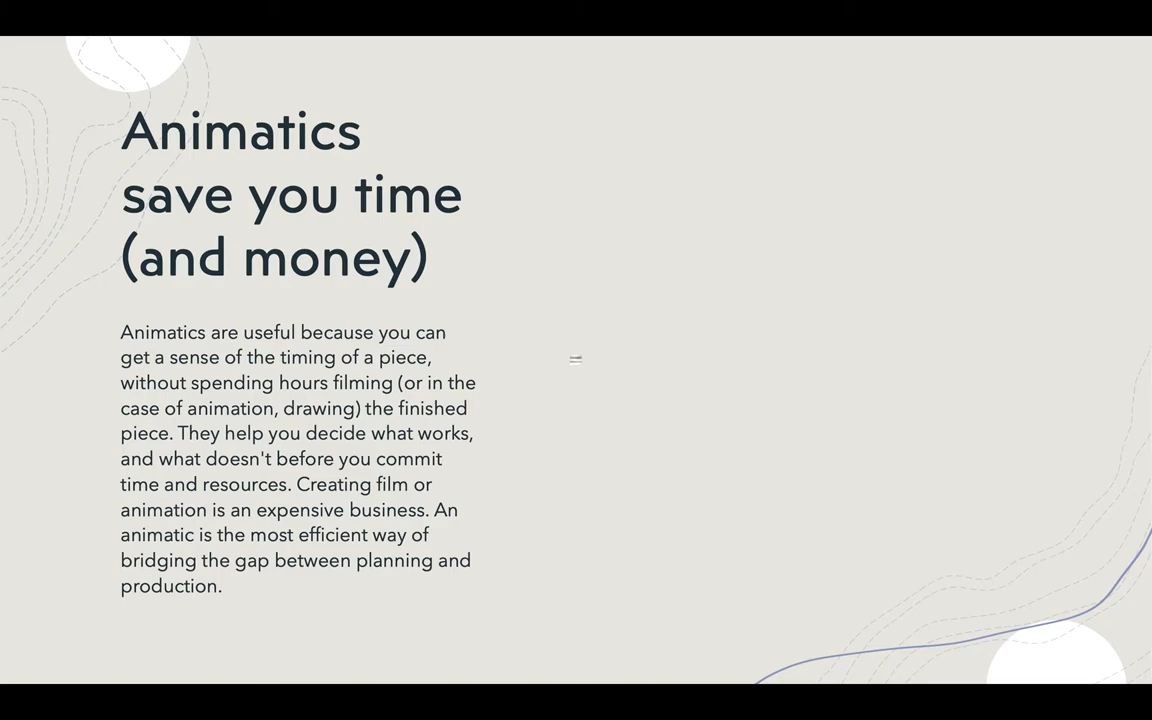 Animatics
save you time
(and money)
Animatics are useful because you can
get a sense of the timing of a piece,
without spending hours filming (or in the
case of animation, drawing) the finished
piece. They help you decide what works,
and what doesn't before you commit
time and resources. Creating film or
animation is an expensive business. An
animatic is the most efficient way of
bridging the gap between planning and
production.